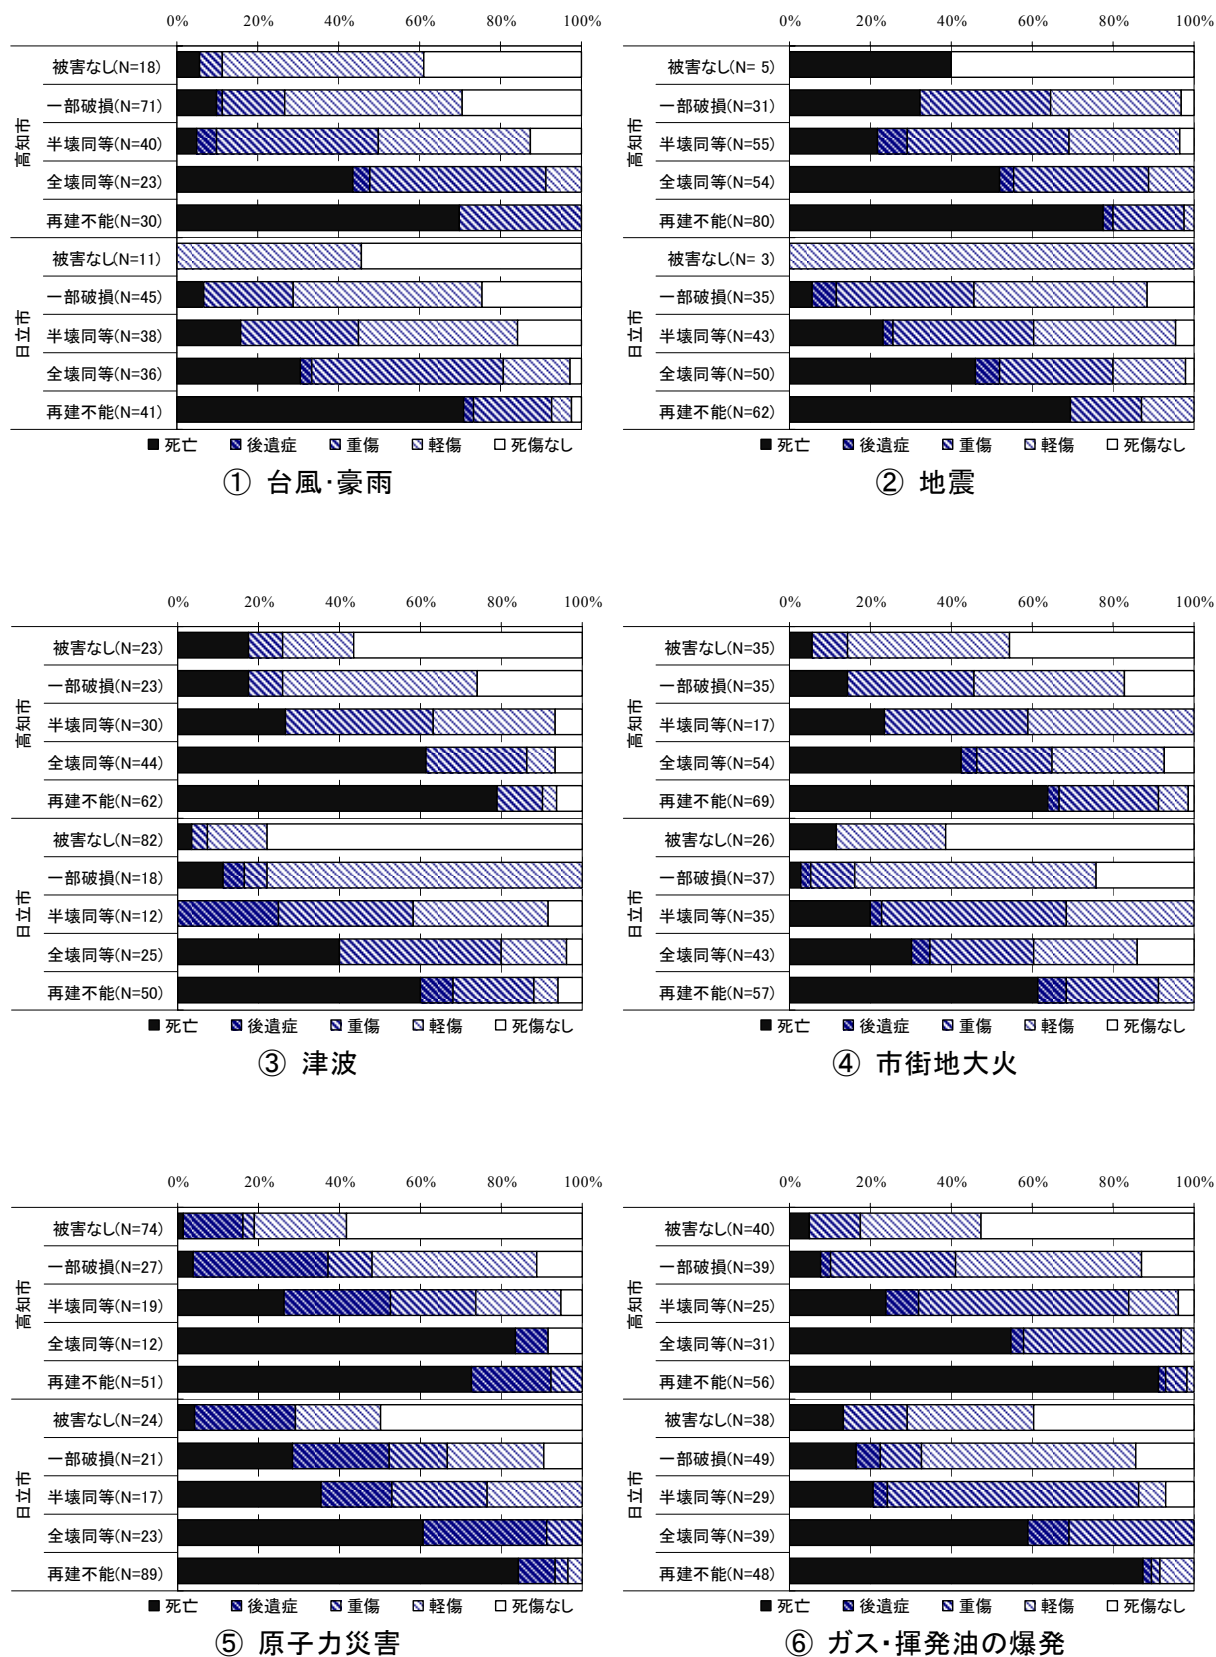 0% 20% 40% 60% 80% 100%
高知市
被害なし(N=18)
一部破損(N=71)
半壊同等(N=40)
全壊同等(N=23)
再建不能(N=30)
日立市
被害なし(N=11)
一部破損(N=45)
半壊同等(N=38)
全壊同等(N=36)
再建不能(N=41)
死亡 後遺症 重傷 軽傷 死傷なし
① 台風・豪雨
0% 20% 40% 60% 80% 100%
高知市
被害なし(N= 5)
一部破損(N=31)
半壊同等(N=55)
全壊同等(N=54)
再建不能(N=80)
日立市
被害なし(N= 3)
一部破損(N=35)
半壊同等(N=43)
全壊同等(N=50)
再建不能(N=62)
死亡 後遺症 重傷 軽傷 死傷なし
② 地震
0% 20% 40% 60% 80% 100%
高知市
被害なし(N=23)
一部破損(N=23)
半壊同等(N=30)
全壊同等(N=44)
再建不能(N=62)
日立市
被害なし(N=82)
一部破損(N=18)
半壊同等(N=12)
全壊同等(N=25)
再建不能(N=50)
死亡 後遺症 重傷 軽傷 死傷なし
③ 津波
0% 20% 40% 60% 80% 100%
高知市
被害なし(N=35)
一部破損(N=35)
半壊同等(N=17)
全壊同等(N=54)
再建不能(N=69)
日立市
被害なし(N=26)
一部破損(N=37)
半壊同等(N=35)
全壊同等(N=43)
再建不能(N=57)
死亡 後遺症 重傷 軽傷 死傷なし
④ 市街地大火
0% 20% 40% 60% 80% 100%
高知市
被害なし(N=74)
一部破損(N=27)
半壊同等(N=19)
全壊同等(N=12)
再建不能(N=51)
日立市
被害なし(N=24)
一部破損(N=21)
半壊同等(N=17)
全壊同等(N=23)
再建不能(N=89)
死亡 後遺症 重傷 軽傷 死傷なし
⑤ 原子力災害
0% 20% 40% 60% 80% 100%
高知市
被害なし(N=40)
一部破損(N=39)
半壊同等(N=25)
全壊同等(N=31)
再建不能(N=56)
日立市
被害なし(N=38)
一部破損(N=49)
半壊同等(N=29)
全壊同等(N=39)
再建不能(N=48)
死亡 後遺症 重傷 軽傷 死傷なし
⑥ ガス・揮発油の爆発